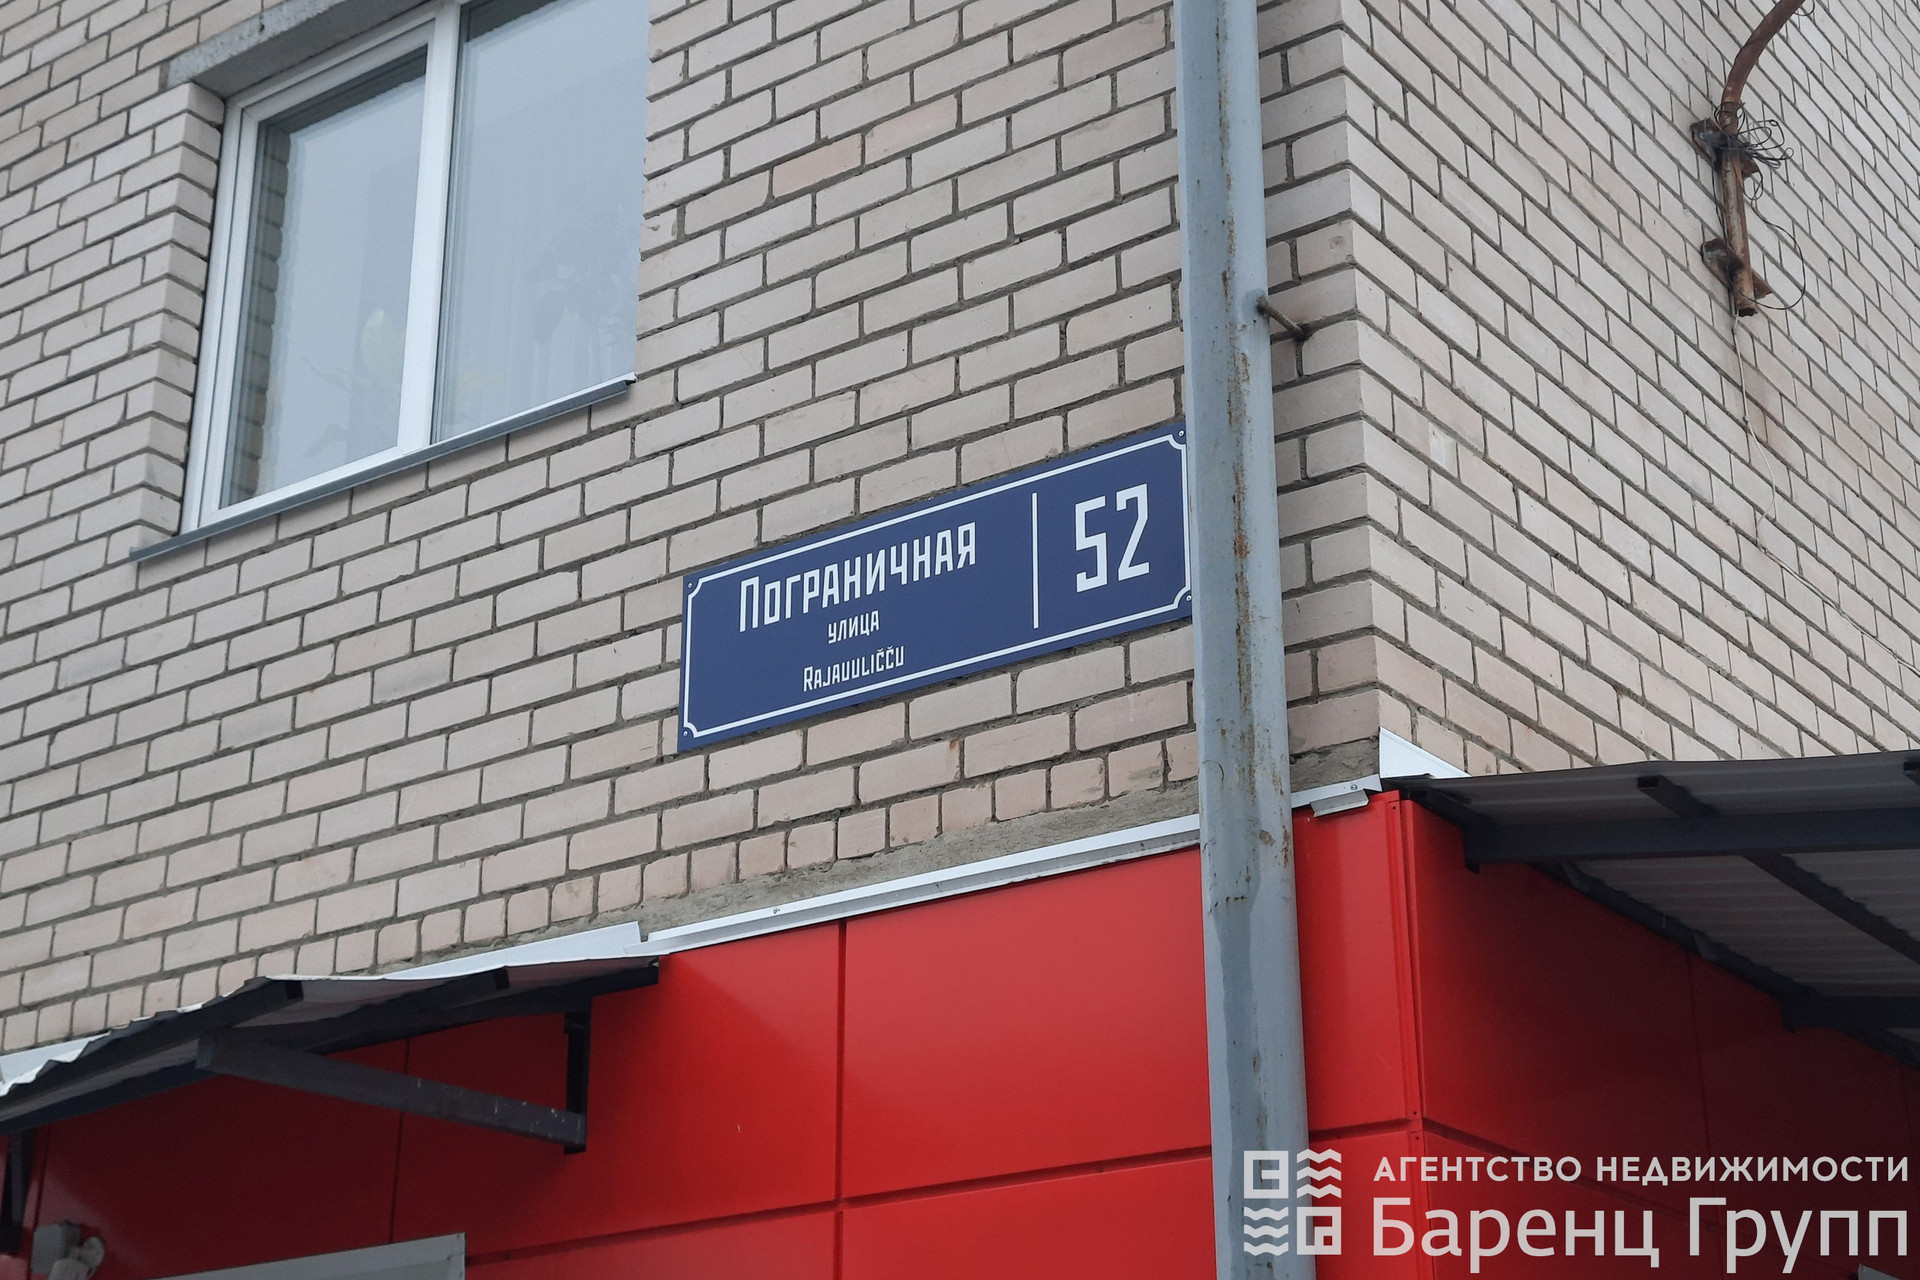 Пограничная
улица
Rajauuličču
52
АГЕНТСТВО НЕДВИЖИМОСТИ
Баренц Групп